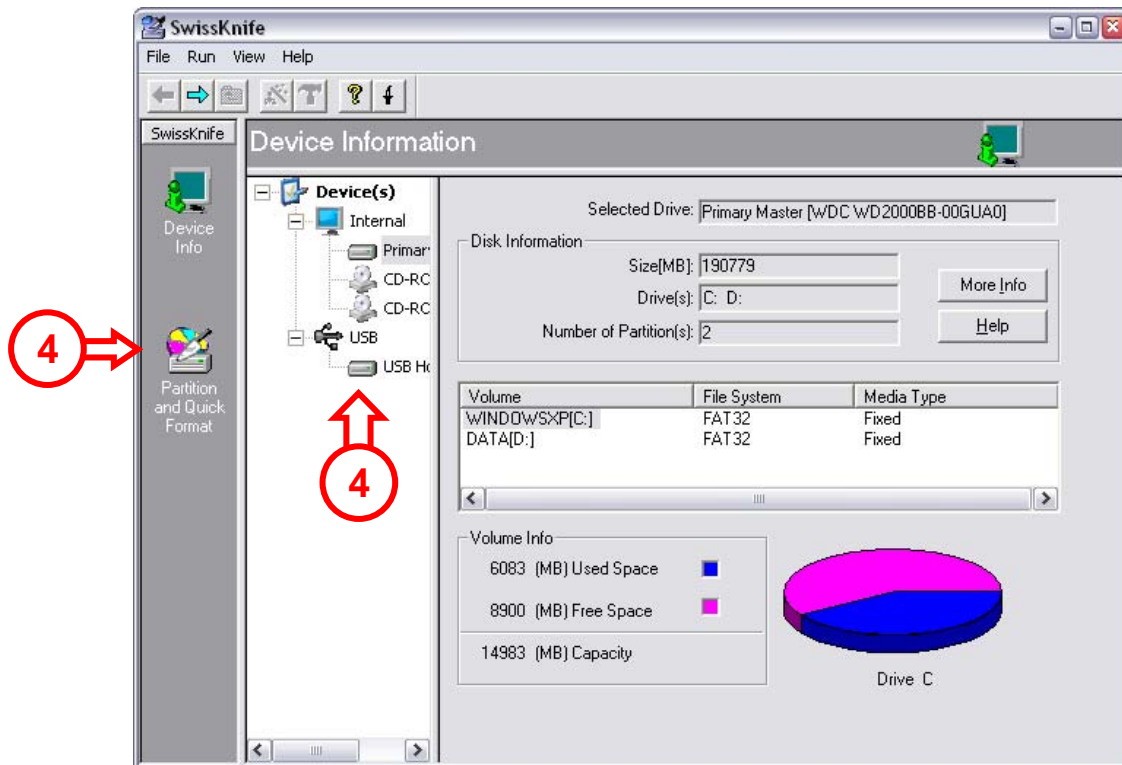 SwissKnife
File Run View Help
SwissKnife
Device Information
Device Info
Partition and Quick Format
4
Device(s)
Internal
Primar
CD-RC
CD-RC
USB
USB Ho
4
Selected Drive: Primary Master [WDC WD2000BB-00GUA0]
Disk Information
Size[MB]: 190779
Drive(s): C: D:
Number of Partition(s): 2
More Info
Help
Volume File System Media Type
WINDOWSXP[C:] FAT32 Fixed
DATA[D:] FAT32 Fixed
Volume Info
6083 (MB) Used Space
8900 (MB) Free Space
14983 (MB) Capacity
Drive C